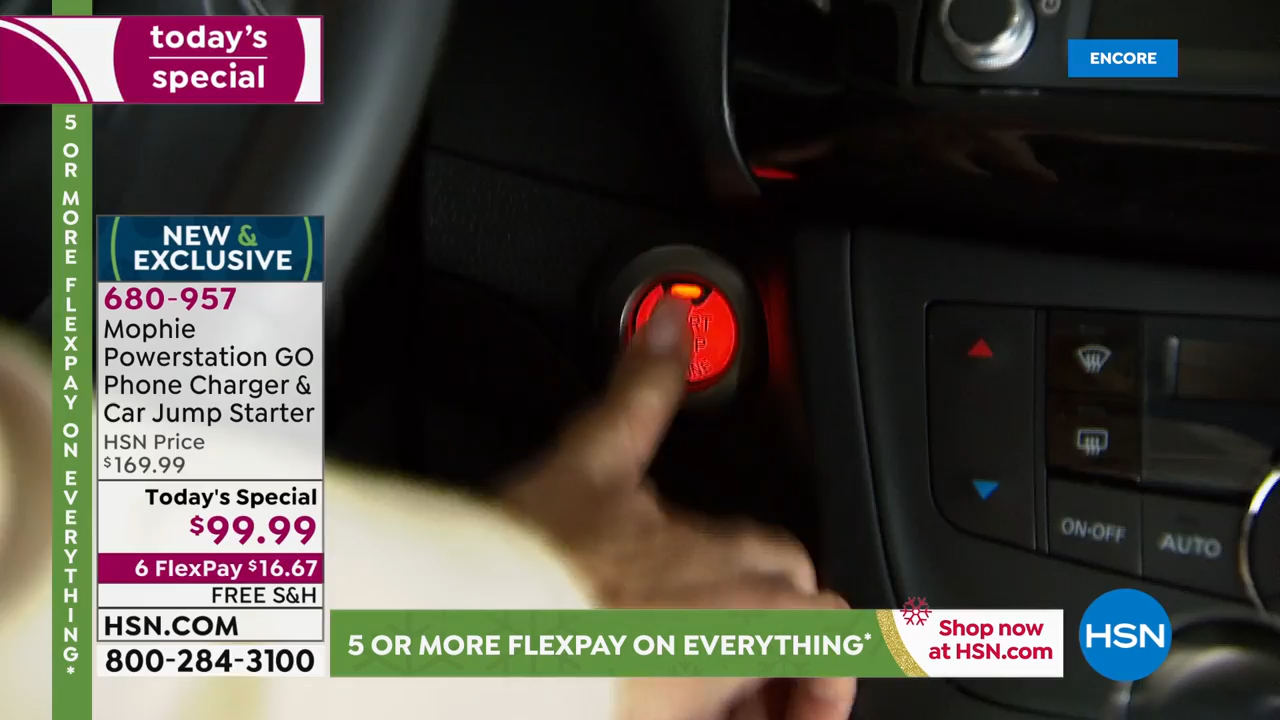 today's
special
ENCORE
5 OR MORE FLEXPAY ON EVERYTHING*
NEW &
EXCLUSIVE
680-957
Mophie
Powerstation GO
Phone Charger &
Car Jump Starter
HSN Price
$169.99
Today's Special
$99.99
6 FlexPay $16.67
FREE S&H
HSN.COM
800-284-3100
ON·OFF
AUTO
5 OR MORE FLEXPAY ON EVERYTHING*
Shop now
at HSN.com
HSN